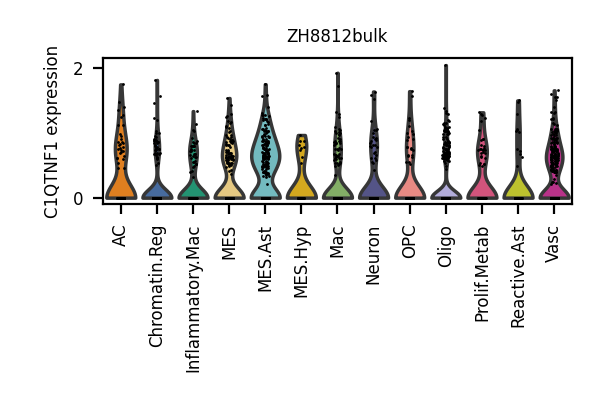 ZH8812bulk
C1QTNF1 expression
2
0
AC
Chromatin.Reg
Inflammatory.Mac
MES
MES.Ast
MES.Hyp
Mac
Neuron
OPC
Oligo
Prolif.Metab
Reactive.Ast
Vasc